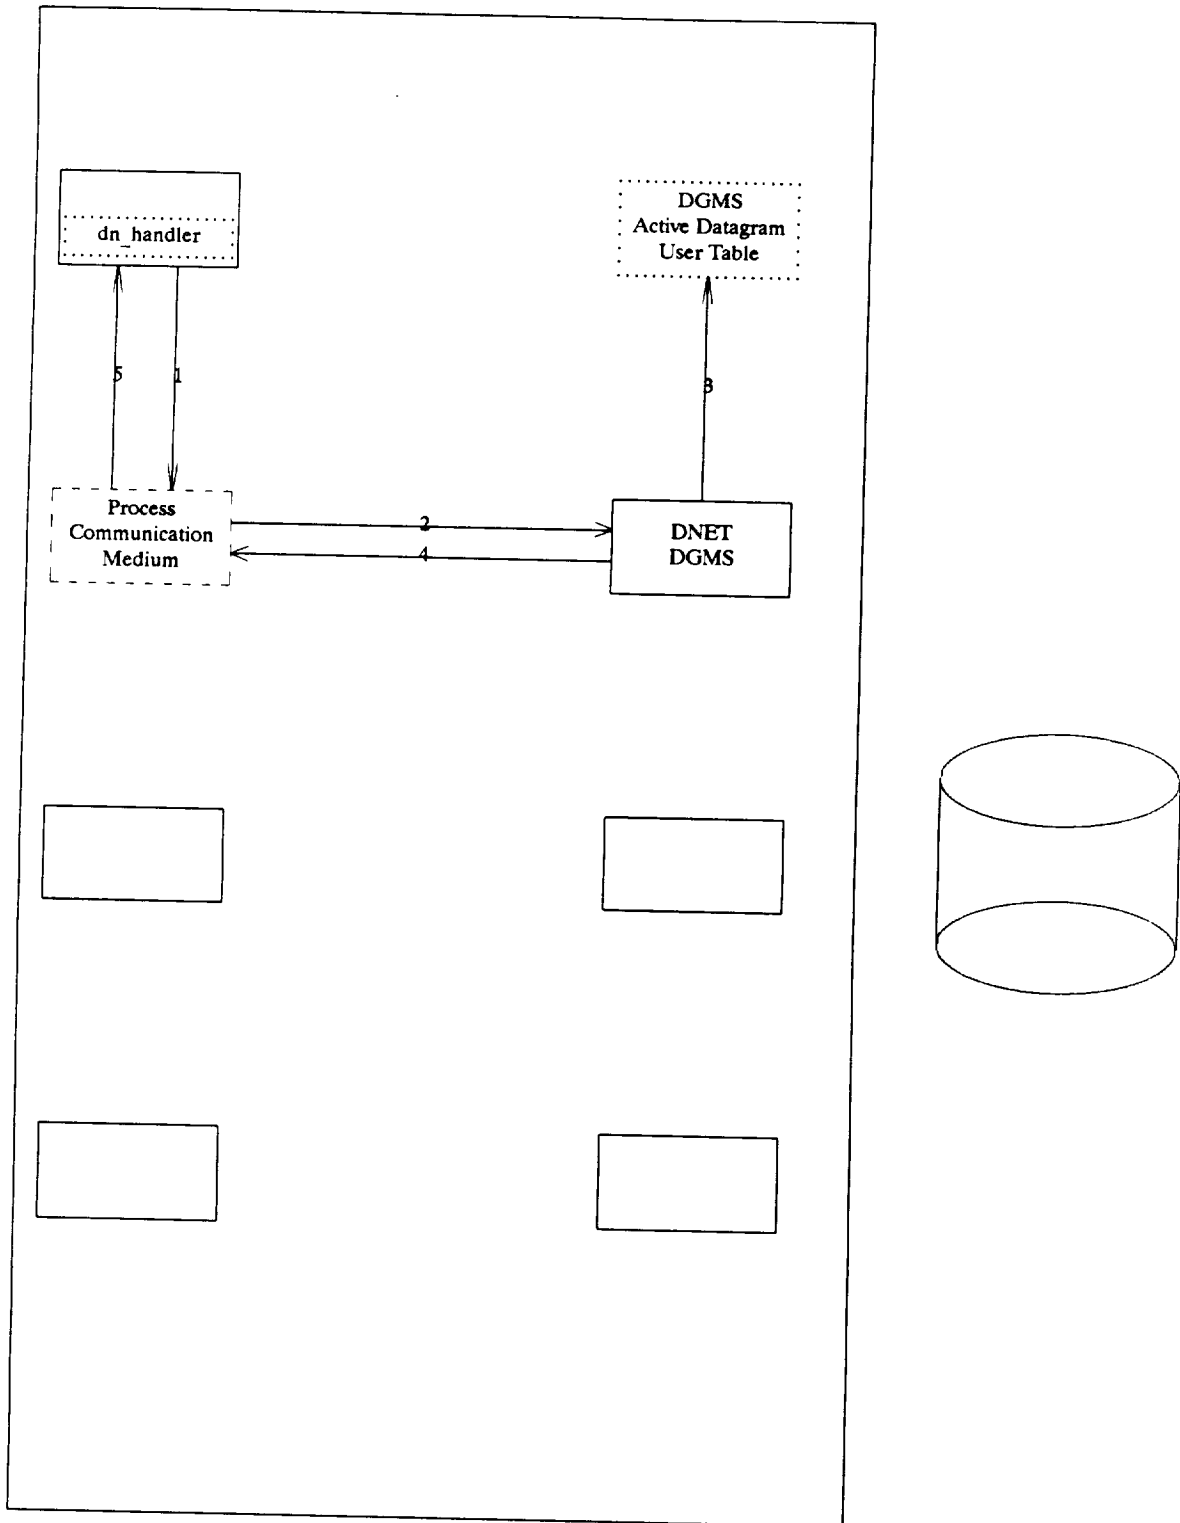 dn_handler
DGMS
Active Datagram
User Table
5
1
3
Process
Communication
Medium
2
4
DNET
DGMS